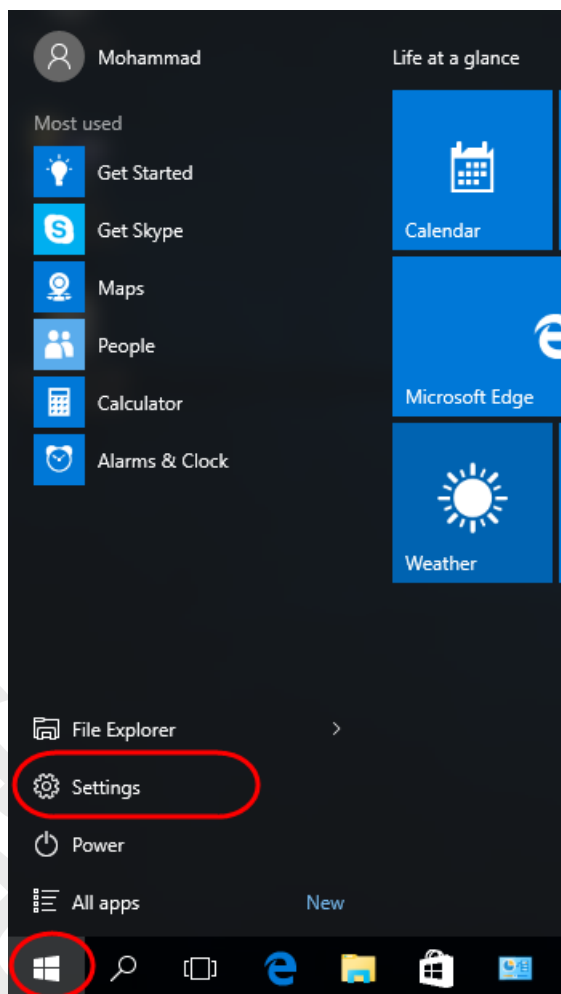 Mohammad
Life at a glance
Most used
Get Started
Get Skype
Calendar
Maps
People
Microsoft Edge
Calculator
Alarms & Clock
Weather
File Explorer
Settings
Power
All apps New